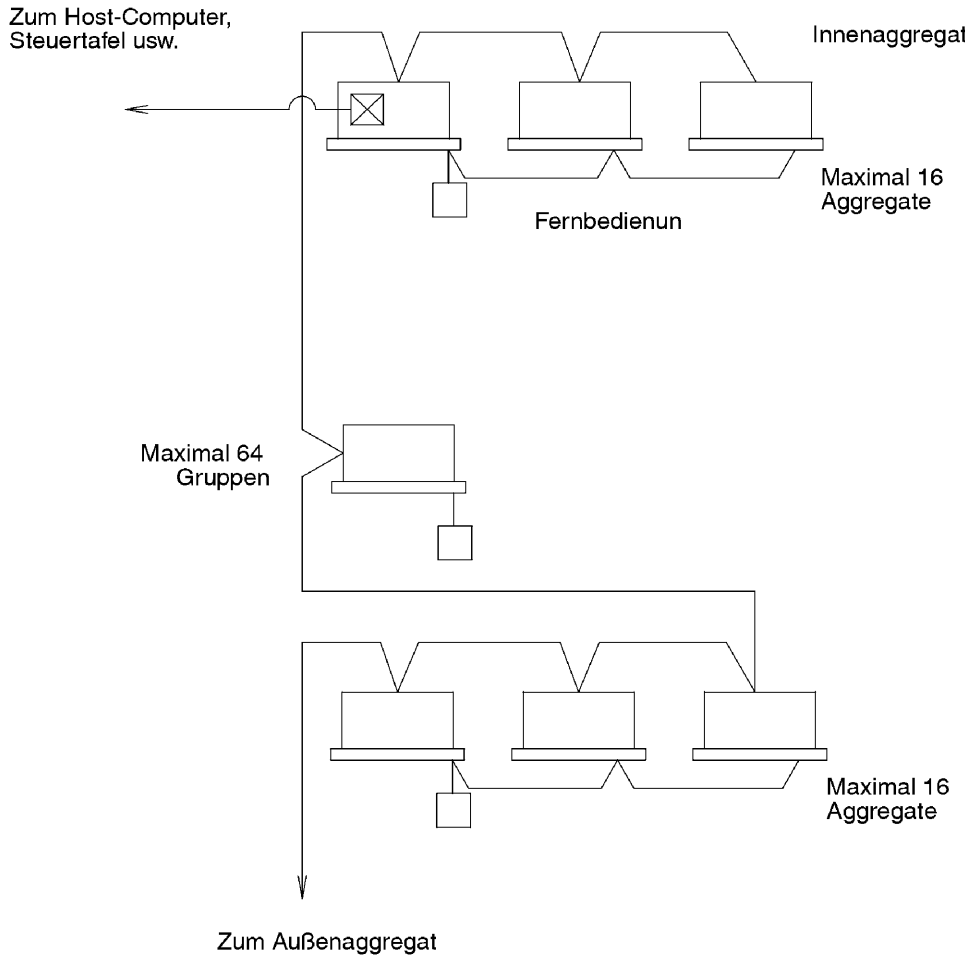 Zum Host-Computer,
Steuertafel usw.
Innenaggregat
Maximal 16
Aggregate
Fernbedienun
Maximal 64
Gruppen
Maximal 16
Aggregate
Zum Außenaggregat